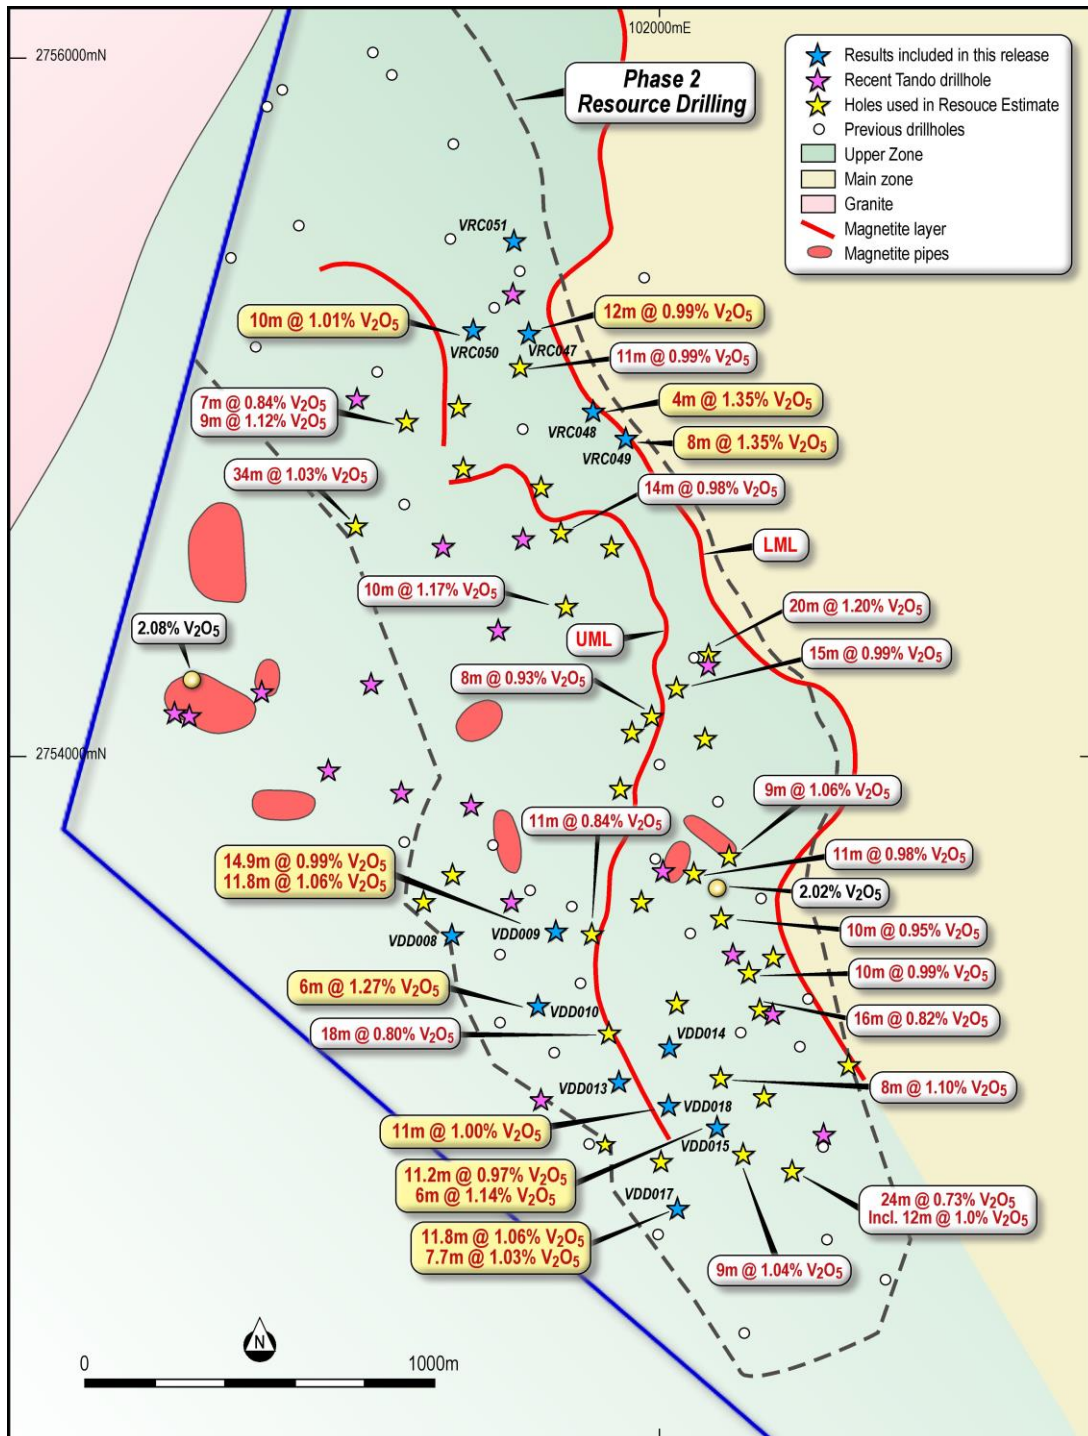 102000mE
2756000mN
Results included in this release
Recent Tando drillhole
Holes used in Resouce Estimate
Previous drillholes
Upper Zone
Main zone
Granite
Magnetite layer
Magnetite pipes
Phase 2
Resource Drilling
VRC051
10m @ 1.01% V₂O₅
12m @ 0.99% V₂O₅
VRC050
VRC047
11m @ 0.99% V₂O₅
7m @ 0.84% V₂O₅
9m @ 1.12% V₂O₅
4m @ 1.35% V₂O₅
VRC048
8m @ 1.35% V₂O₅
VRC049
34m @ 1.03% V₂O₅
14m @ 0.98% V₂O₅
LML
10m @ 1.17% V₂O₅
20m @ 1.20% V₂O₅
2.08% V₂O₅
UML
15m @ 0.99% V₂O₅
8m @ 0.93% V₂O₅
2754000mN
9m @ 1.06% V₂O₅
11m @ 0.84% V₂O₅
11m @ 0.98% V₂O₅
14.9m @ 0.99% V₂O₅
11.8m @ 1.06% V₂O₅
2.02% V₂O₅
VDD008
VDD009
10m @ 0.95% V₂O₅
10m @ 0.99% V₂O₅
6m @ 1.27% V₂O₅
VDD010
16m @ 0.82% V₂O₅
18m @ 0.80% V₂O₅
VDD014
VDD013
8m @ 1.10% V₂O₅
VDD018
11m @ 1.00% V₂O₅
VDD015
11.2m @ 0.97% V₂O₅
6m @ 1.14% V₂O₅
VDD017
24m @ 0.73% V₂O₅
Incl. 12m @ 1.0% V₂O₅
11.8m @ 1.06% V₂O₅
7.7m @ 1.03% V₂O₅
9m @ 1.04% V₂O₅
N
0
1000m